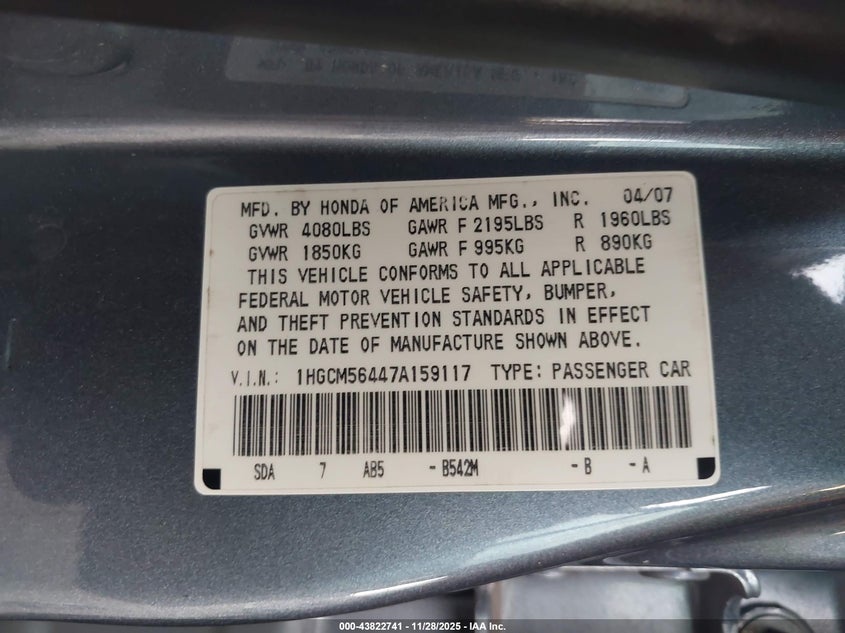 MFD. BY HONDA OF AMERICA MFG., INC. 04/07
GVWR 4080LBS GAWR F 2195LBS R 1960LBS
GVWR 1850KG GAWR F 995KG R 890KG
THIS VEHICLE CONFORMS TO ALL APPLICABLE
FEDERAL MOTOR VEHICLE SAFETY, BUMPER,
AND THEFT PREVENTION STANDARDS IN EFFECT
ON THE DATE OF MANUFACTURE SHOWN ABOVE.
V.I.N.: 1HGCM56447A159117 TYPE: PASSENGER CAR
SDA 7 AB5 - B542M - B - A
000-43822741 - 11/28/2025 - IAA Inc.